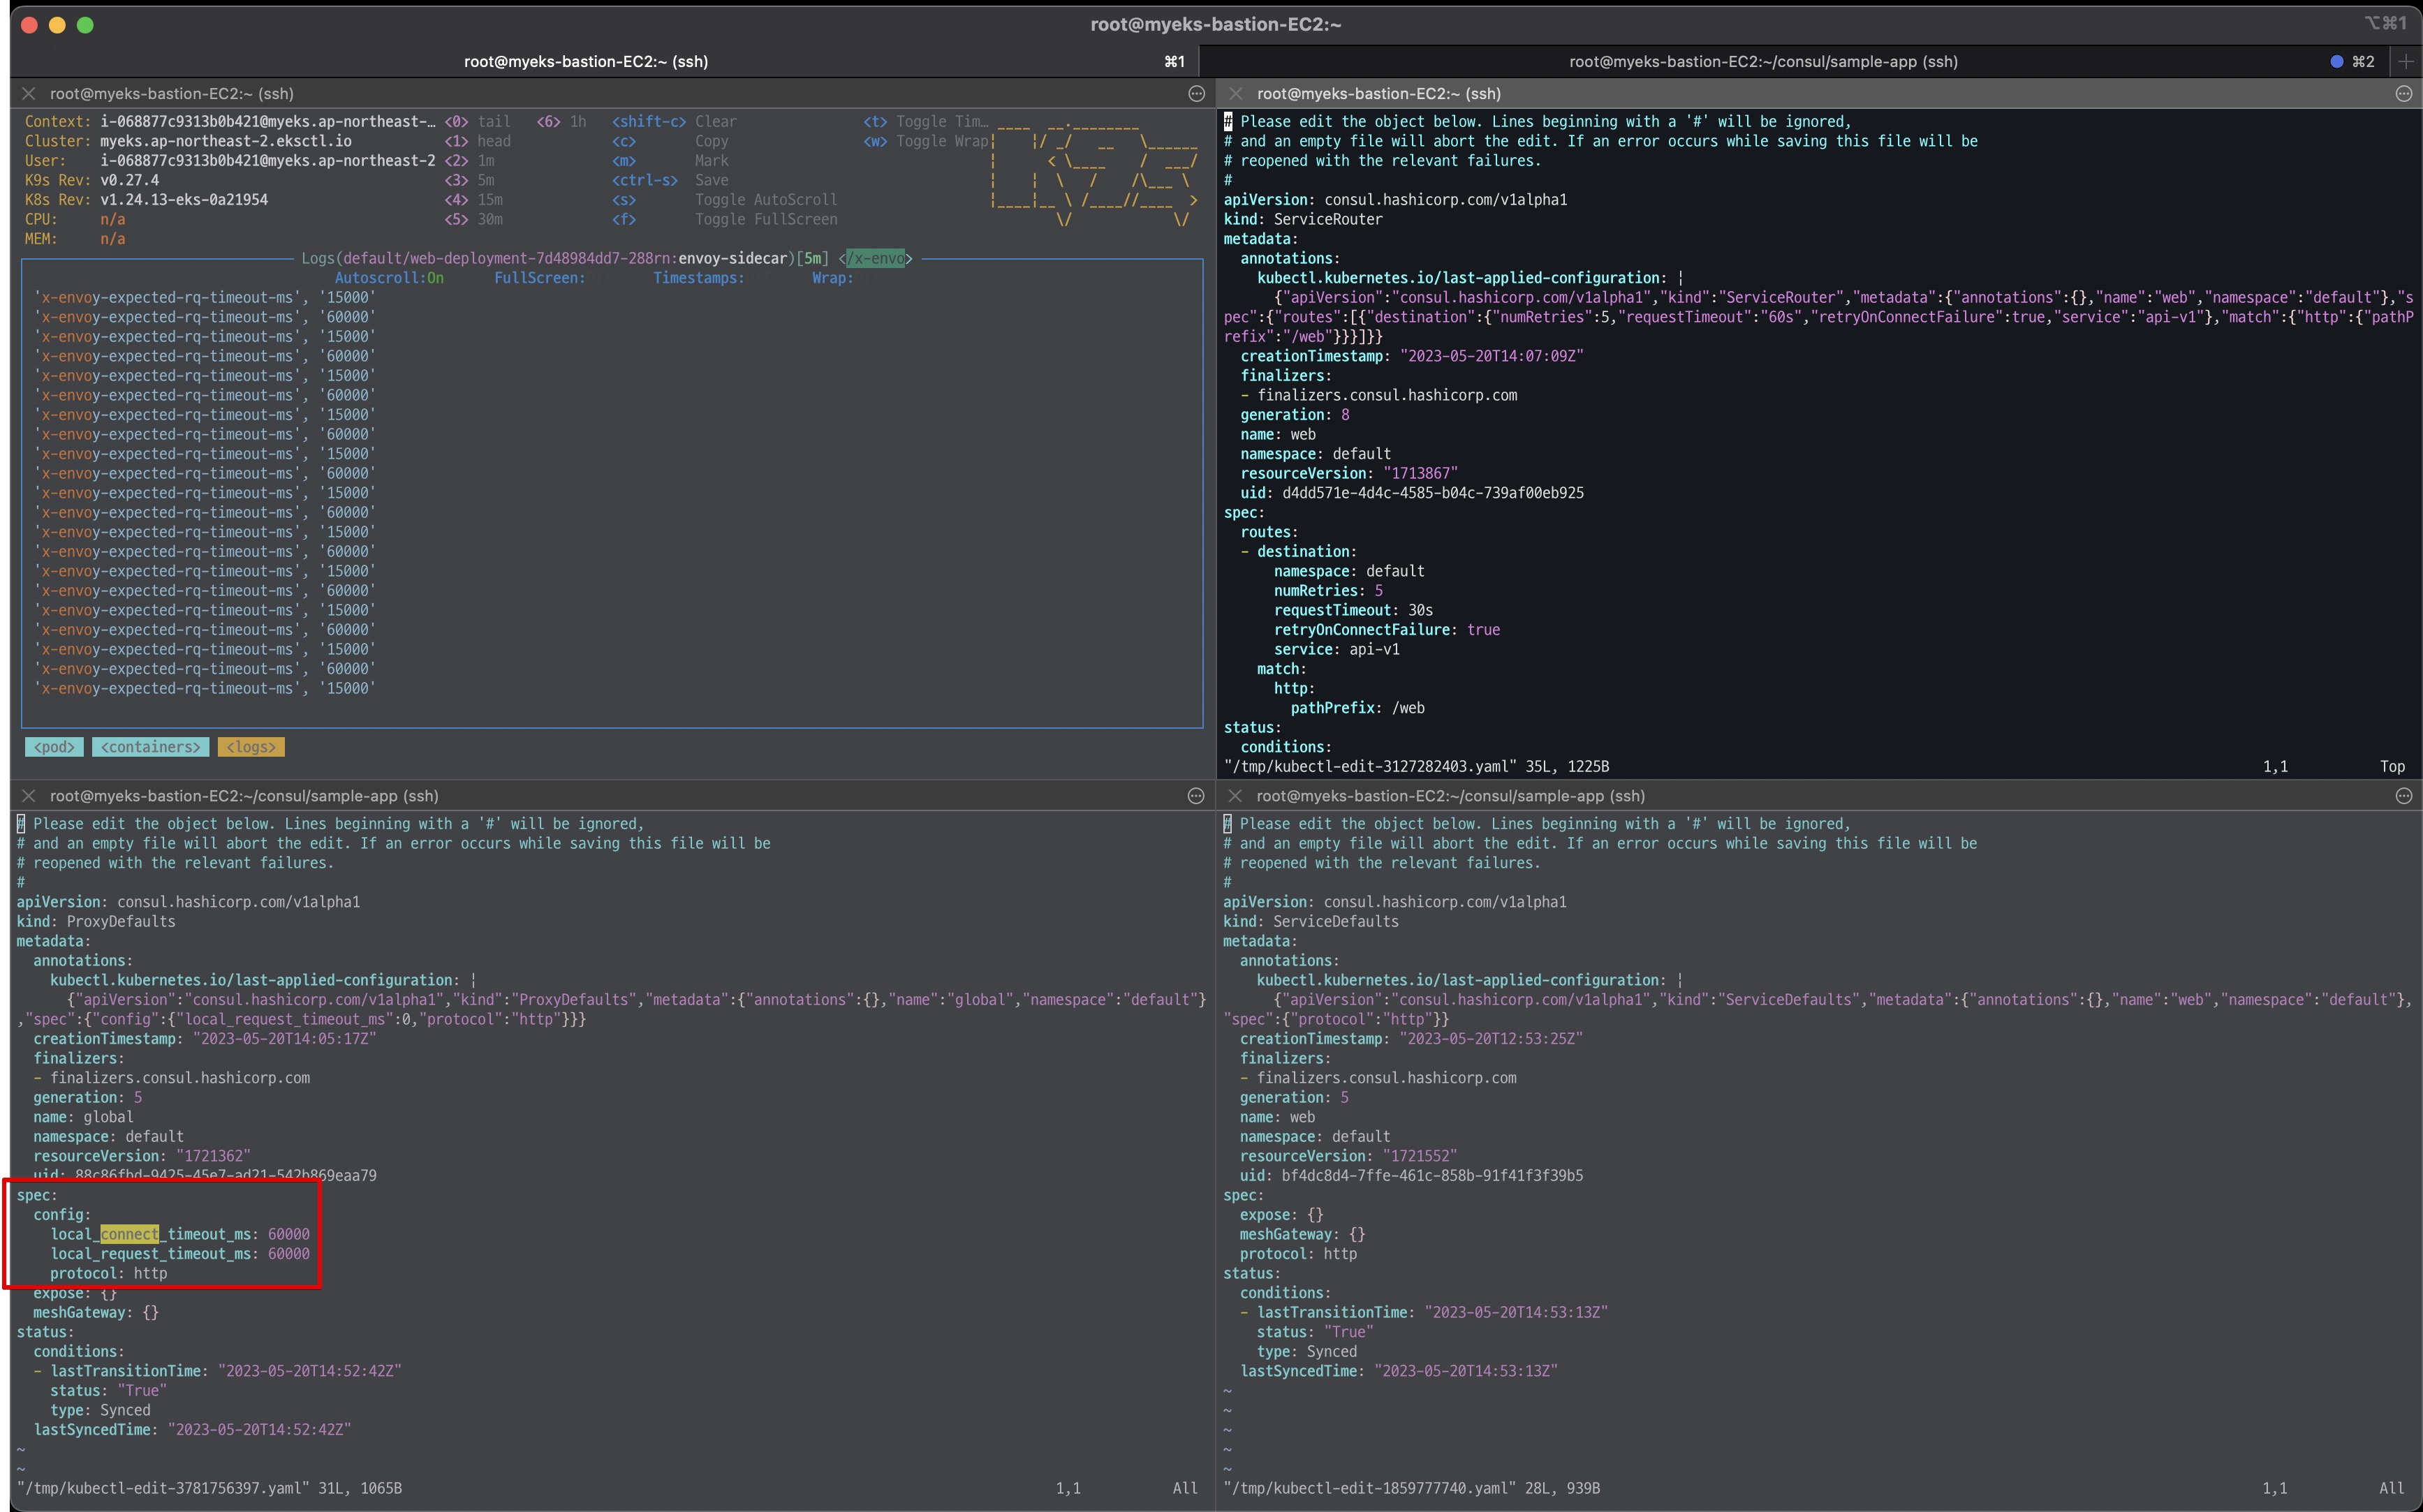 root@myeks-bastion-EC2:~
⌥⌘1
root@myeks-bastion-EC2:~ (ssh) ⌘1
root@myeks-bastion-EC2:~/consul/sample-app (ssh) ⌘2
root@myeks-bastion-EC2:~ (ssh)
Context: i-068877c9313b0b421@myeks.ap-northeast-… <0> tail <6> 1h <shift-c> Clear <t> Toggle Tim…
Cluster: myeks.ap-northeast-2.eksctl.io <1> head <c> Copy <w> Toggle Wrap
User: i-068877c9313b0b421@myeks.ap-northeast-2 <2> 1m <m> Mark
K9s Rev: v0.27.4 <3> 5m <ctrl-s> Save
K8s Rev: v1.24.13-eks-0a21954 <4> 15m <s> Toggle AutoScroll
CPU: n/a <5> 30m <f> Toggle FullScreen
MEM: n/a
Logs(default/web-deployment-7d48984dd7-288rn:envoy-sidecar)[5m] </x-envo>
Autoscroll:On FullScreen: Timestamps: Wrap:
'x-envoy-expected-rq-timeout-ms', '15000'
'x-envoy-expected-rq-timeout-ms', '60000'
'x-envoy-expected-rq-timeout-ms', '15000'
'x-envoy-expected-rq-timeout-ms', '60000'
'x-envoy-expected-rq-timeout-ms', '15000'
'x-envoy-expected-rq-timeout-ms', '60000'
'x-envoy-expected-rq-timeout-ms', '15000'
'x-envoy-expected-rq-timeout-ms', '60000'
'x-envoy-expected-rq-timeout-ms', '15000'
'x-envoy-expected-rq-timeout-ms', '60000'
'x-envoy-expected-rq-timeout-ms', '15000'
'x-envoy-expected-rq-timeout-ms', '60000'
'x-envoy-expected-rq-timeout-ms', '15000'
'x-envoy-expected-rq-timeout-ms', '60000'
'x-envoy-expected-rq-timeout-ms', '15000'
'x-envoy-expected-rq-timeout-ms', '60000'
'x-envoy-expected-rq-timeout-ms', '15000'
'x-envoy-expected-rq-timeout-ms', '60000'
'x-envoy-expected-rq-timeout-ms', '15000'
'x-envoy-expected-rq-timeout-ms', '60000'
'x-envoy-expected-rq-timeout-ms', '15000'
<pod> <containers> <logs>
root@myeks-bastion-EC2:~ (ssh)
# Please edit the object below. Lines beginning with a '#' will be ignored,
# and an empty file will abort the edit. If an error occurs while saving this file will be
# reopened with the relevant failures.
#
apiVersion: consul.hashicorp.com/v1alpha1
kind: ServiceRouter
metadata:
annotations:
kubectl.kubernetes.io/last-applied-configuration: |
{"apiVersion":"consul.hashicorp.com/v1alpha1","kind":"ServiceRouter","metadata":{"annotations":{},"name":"web","namespace":"default"},"s
pec":{"routes":[{"destination":{"numRetries":5,"requestTimeout":"60s","retryOnConnectFailure":true,"service":"api-v1"},"match":{"http":{"pathP
refix":"/web"}}}]}}
creationTimestamp: "2023-05-20T14:07:09Z"
finalizers:
- finalizers.consul.hashicorp.com
generation: 8
name: web
namespace: default
resourceVersion: "1713867"
uid: d4dd571e-4d4c-4585-b04c-739af00eb925
spec:
routes:
- destination:
namespace: default
numRetries: 5
requestTimeout: 30s
retryOnConnectFailure: true
service: api-v1
match:
http:
pathPrefix: /web
status:
conditions:
"/tmp/kubectl-edit-3127282403.yaml" 35L, 1225B 1,1 Top
root@myeks-bastion-EC2:~/consul/sample-app (ssh)
# Please edit the object below. Lines beginning with a '#' will be ignored,
# and an empty file will abort the edit. If an error occurs while saving this file will be
# reopened with the relevant failures.
#
apiVersion: consul.hashicorp.com/v1alpha1
kind: ProxyDefaults
metadata:
annotations:
kubectl.kubernetes.io/last-applied-configuration: |
{"apiVersion":"consul.hashicorp.com/v1alpha1","kind":"ProxyDefaults","metadata":{"annotations":{},"name":"global","namespace":"default"}
,"spec":{"config":{"local_request_timeout_ms":0,"protocol":"http"}}}
creationTimestamp: "2023-05-20T14:05:17Z"
finalizers:
- finalizers.consul.hashicorp.com
generation: 5
name: global
namespace: default
resourceVersion: "1721362"
uid: 88c86fbd-9425-45e7-ad21-542b869eaa79
spec:
config:
local_connect_timeout_ms: 60000
local_request_timeout_ms: 60000
protocol: http
expose: {}
meshGateway: {}
status:
conditions:
- lastTransitionTime: "2023-05-20T14:52:42Z"
status: "True"
type: Synced
lastSyncedTime: "2023-05-20T14:52:42Z"
~
~
"/tmp/kubectl-edit-3781756397.yaml" 31L, 1065B 1,1 All
root@myeks-bastion-EC2:~/consul/sample-app (ssh)
# Please edit the object below. Lines beginning with a '#' will be ignored,
# and an empty file will abort the edit. If an error occurs while saving this file will be
# reopened with the relevant failures.
#
apiVersion: consul.hashicorp.com/v1alpha1
kind: ServiceDefaults
metadata:
annotations:
kubectl.kubernetes.io/last-applied-configuration: |
{"apiVersion":"consul.hashicorp.com/v1alpha1","kind":"ServiceDefaults","metadata":{"annotations":{},"name":"web","namespace":"default"},
"spec":{"protocol":"http"}}
creationTimestamp: "2023-05-20T12:53:25Z"
finalizers:
- finalizers.consul.hashicorp.com
generation: 5
name: web
namespace: default
resourceVersion: "1721552"
uid: bf4dc8d4-7ffe-461c-858b-91f41f3f39b5
spec:
expose: {}
meshGateway: {}
protocol: http
status:
conditions:
- lastTransitionTime: "2023-05-20T14:53:13Z"
status: "True"
type: Synced
lastSyncedTime: "2023-05-20T14:53:13Z"
~
~
~
~
~
"/tmp/kubectl-edit-1859777740.yaml" 28L, 939B 1,1 All